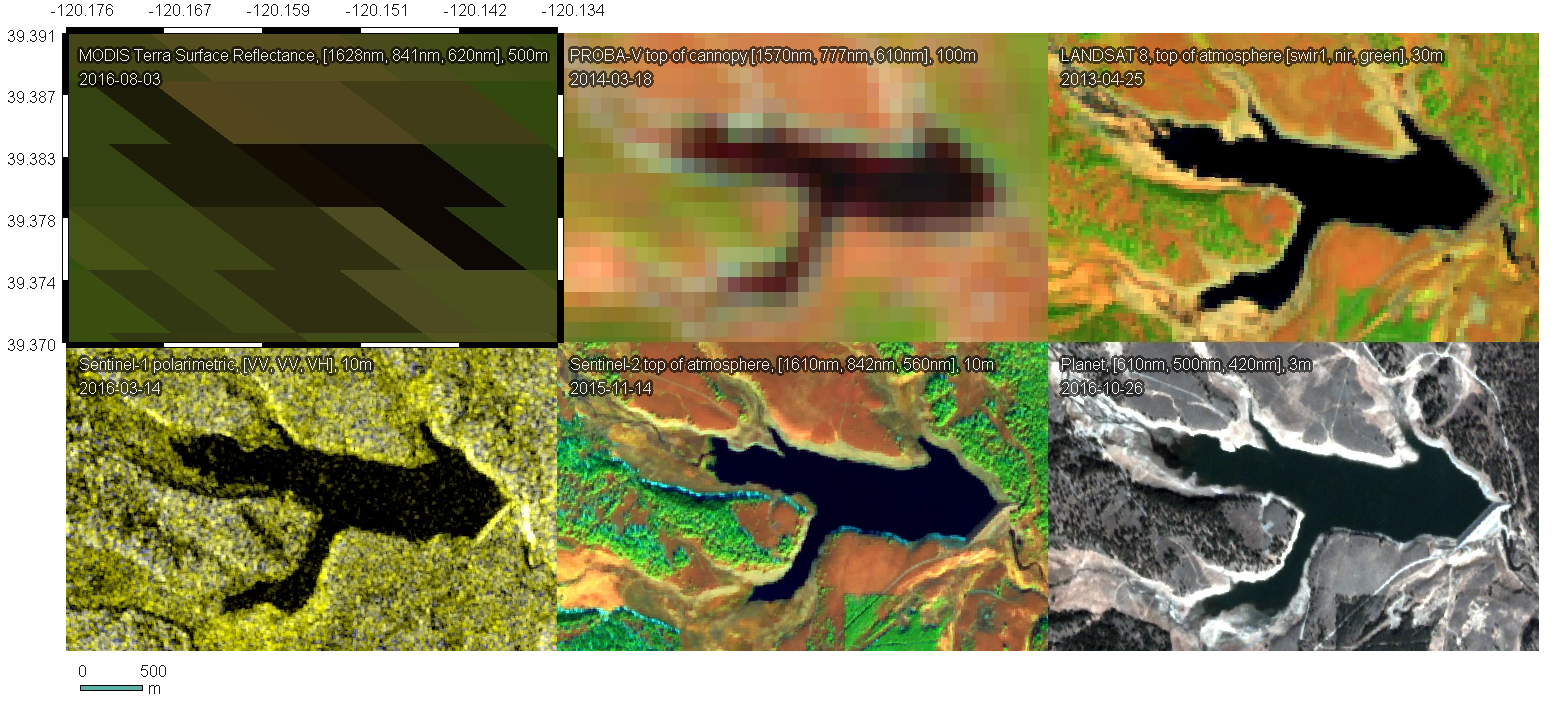 -120.176 -120.167 -120.159 -120.151 -120.142 -120.134
39.391
39.387
39.383
39.378
39.374
39.370
MODIS Terra Surface Reflectance, [1628nm, 841nm, 620nm], 500m
2016-08-03
PROBA-V top of cannopy [1570nm, 777nm, 610nm], 100m
2014-03-18
LANDSAT 8, top of atmosphere [swir1, nir, green], 30m
2013-04-25
Sentinel-1 polarimetric, [VV, VV, VH], 10m
2016-03-14
Sentinel-2 top of atmosphere, [1610nm, 842nm, 560nm], 10m
2015-11-14
Planet, [610nm, 500nm, 420nm], 3m
2016-10-26
0 500
m